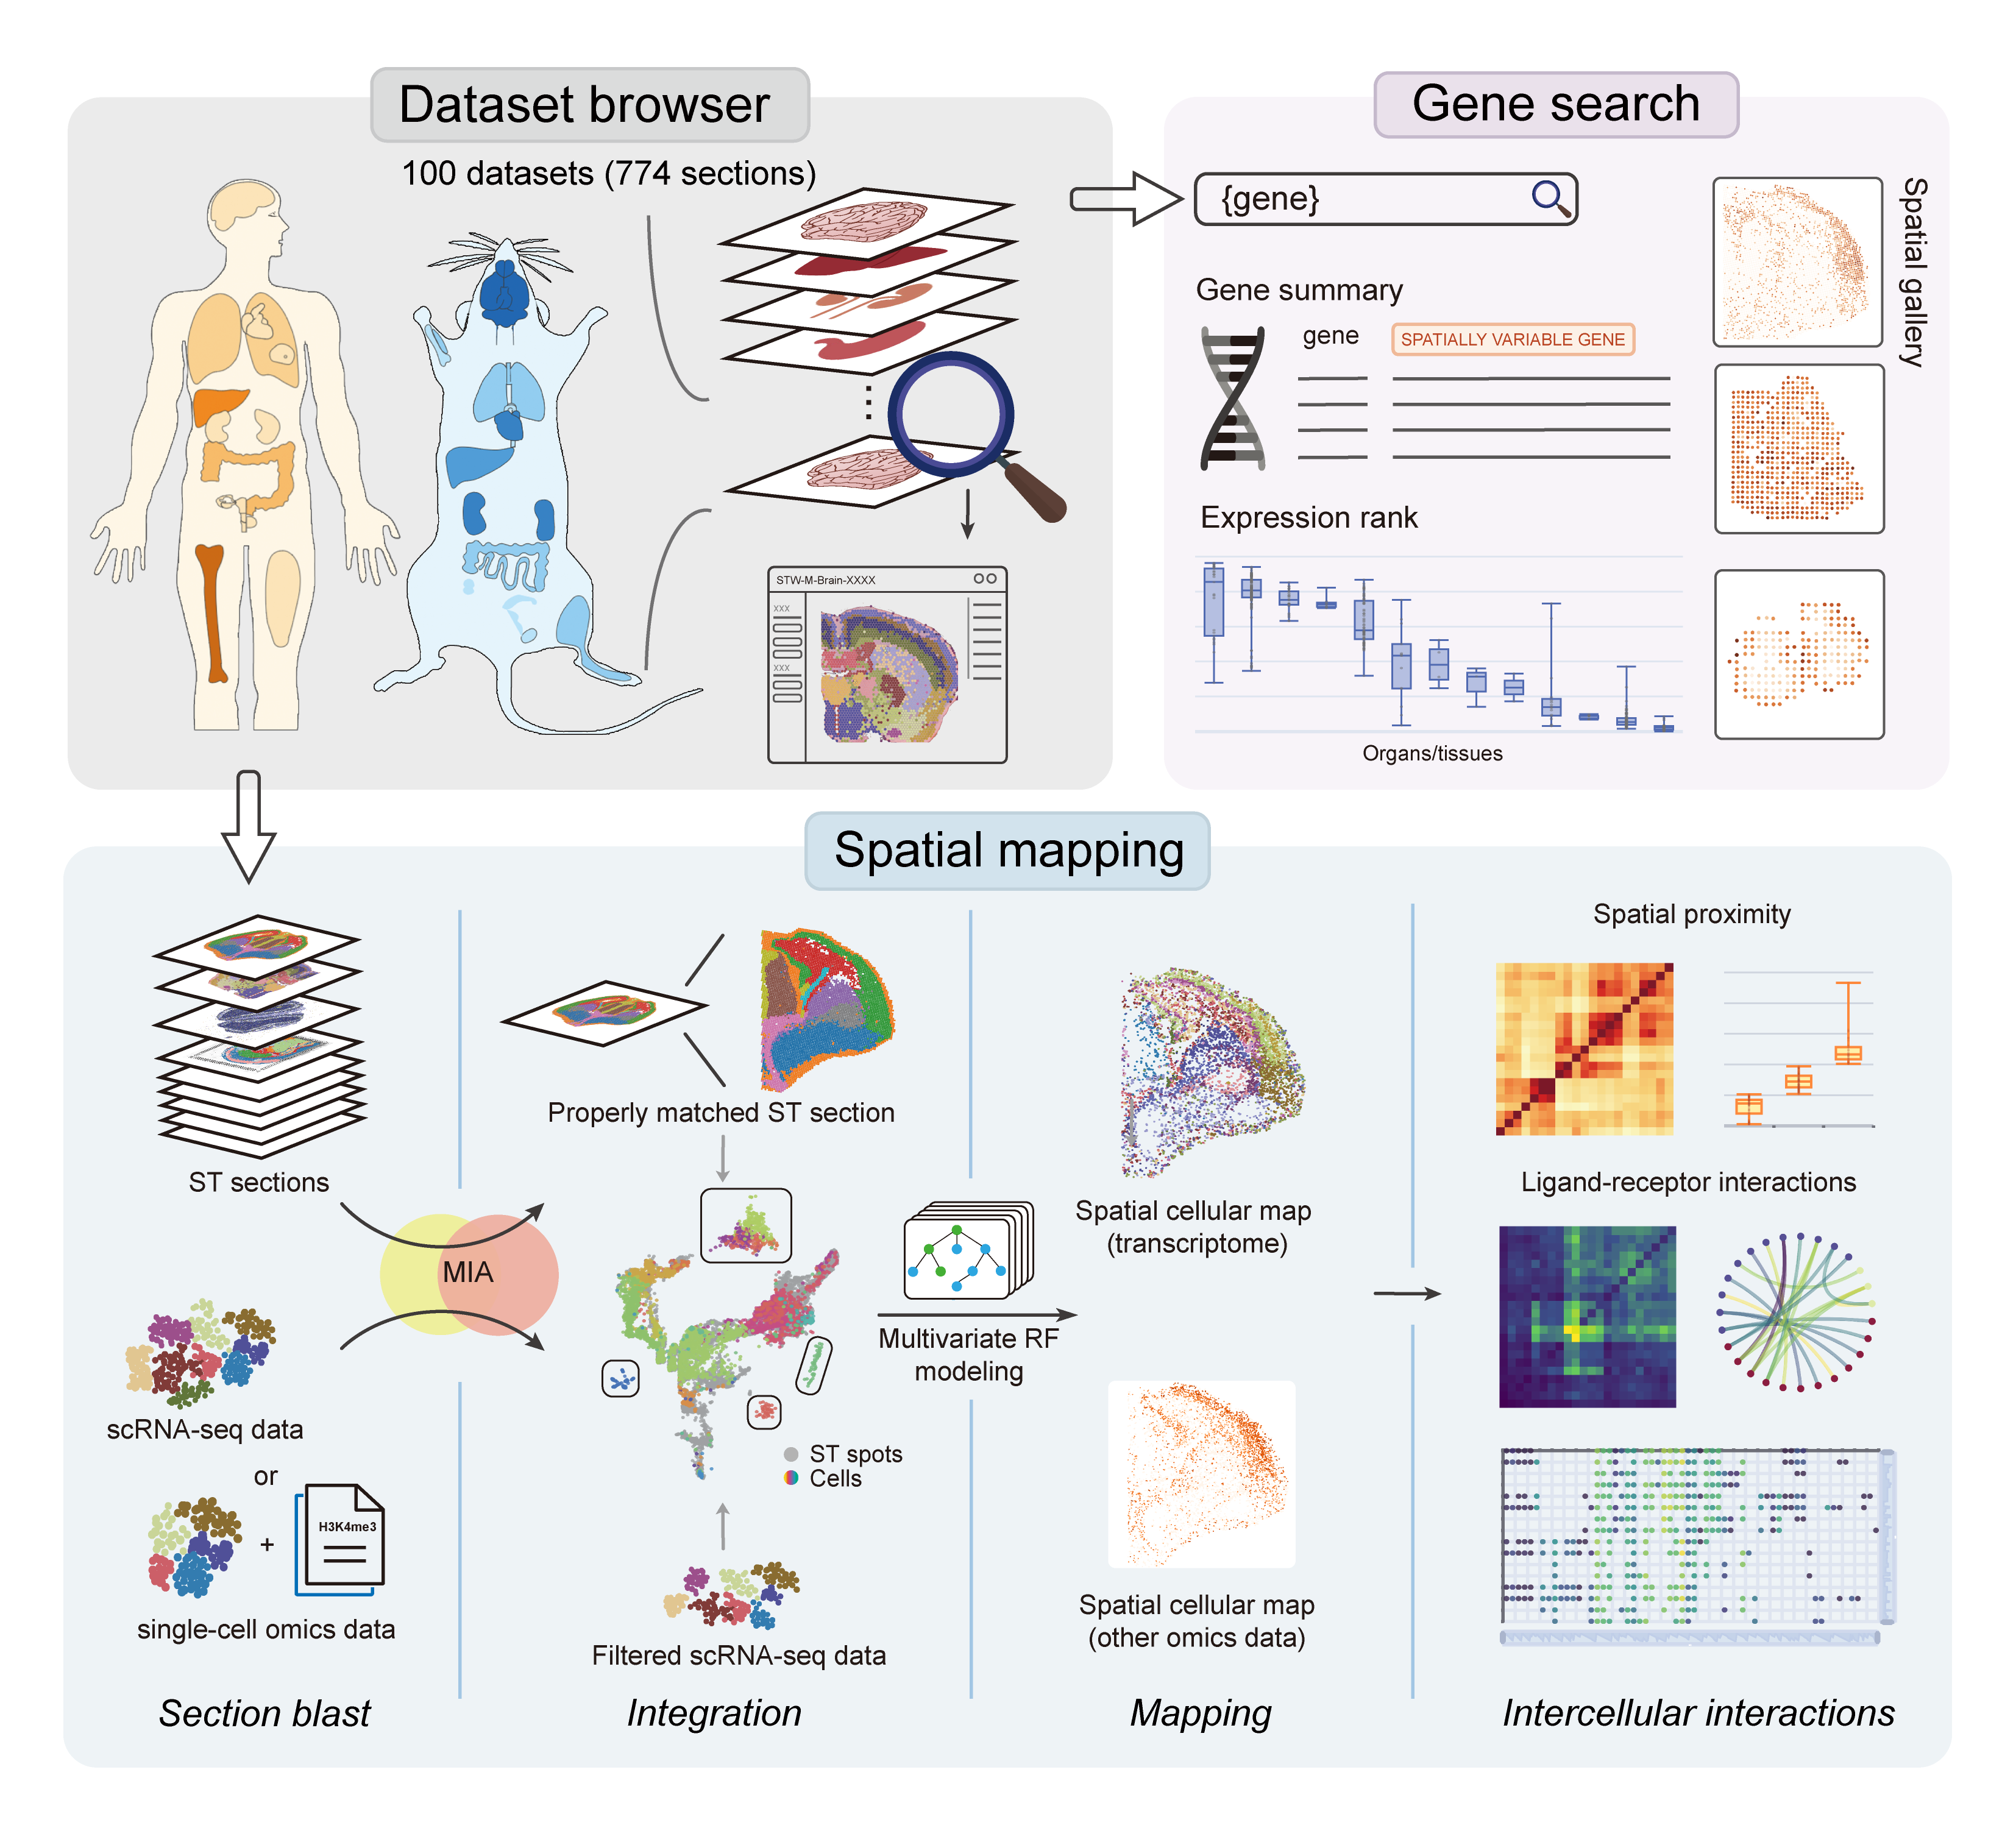 Dataset browser
100 datasets (774 sections)
STW-M-Brain-XXXX
XXX
XXX
Gene search
{gene}
Gene summary
gene
SPATIALLY VARIABLE GENE
Expression rank
Organs/tissues
Spatial gallery
Spatial mapping
ST sections
MIA
scRNA-seq data
or
+
H3K4me3
single-cell omics data
Section blast
Properly matched ST section
ST spots
Cells
Filtered scRNA-seq data
Integration
Multivariate RF
modeling
Spatial cellular map
(transcriptome)
Spatial cellular map
(other omics data)
Mapping
Spatial proximity
Ligand-receptor interactions
Intercellular interactions